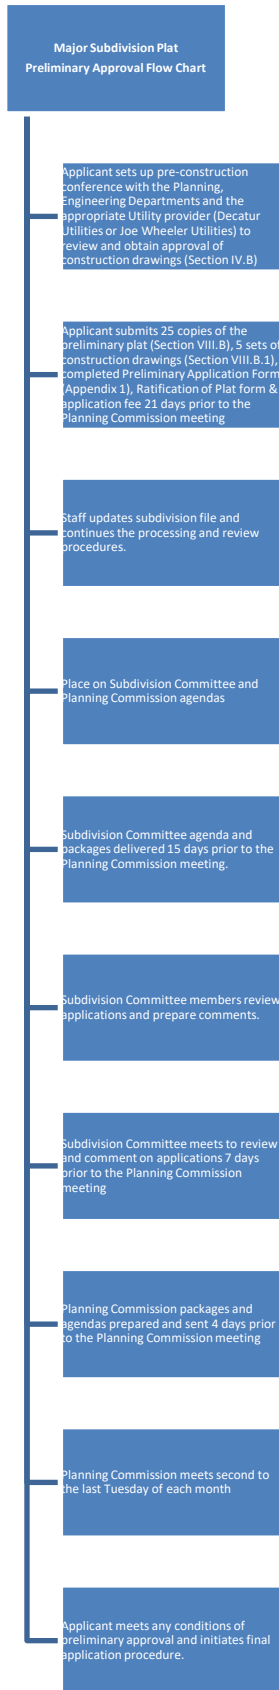 Major Subdivision Plat
Preliminary Approval Flow Chart
Applicant sets up pre-construction
conference with the Planning,
Engineering Departments and the
appropriate Utility provider (Decatur
Utilities or Joe Wheeler Utilities) to
review and obtain approval of
construction drawings (Section IV.B)
Applicant submits 25 copies of the
preliminary plat (Section VIII.B), 5 sets of
construction drawings (Section VIII.B.1),
completed Preliminary Application Form
(Appendix 1), Ratification of Plat form &
application fee 21 days prior to the
Planning Commission meeting
Staff updates subdivision file and
continues the processing and review
procedures.
Place on Subdivision Committee and
Planning Commission agendas
Subdivision Committee agenda and
packages delivered 15 days prior to the
Planning Commission meeting.
Subdivision Committee members review
applications and prepare comments.
Subdivision Committee meets to review
and comment on applications 7 days
prior to the Planning Commission
meeting
Planning Commission packages and
agendas prepared and sent 4 days prior
to the Planning Commission meeting
Planning Commission meets second to
the last Tuesday of each month
Applicant meets any conditions of
preliminary approval and initiates final
application procedure.